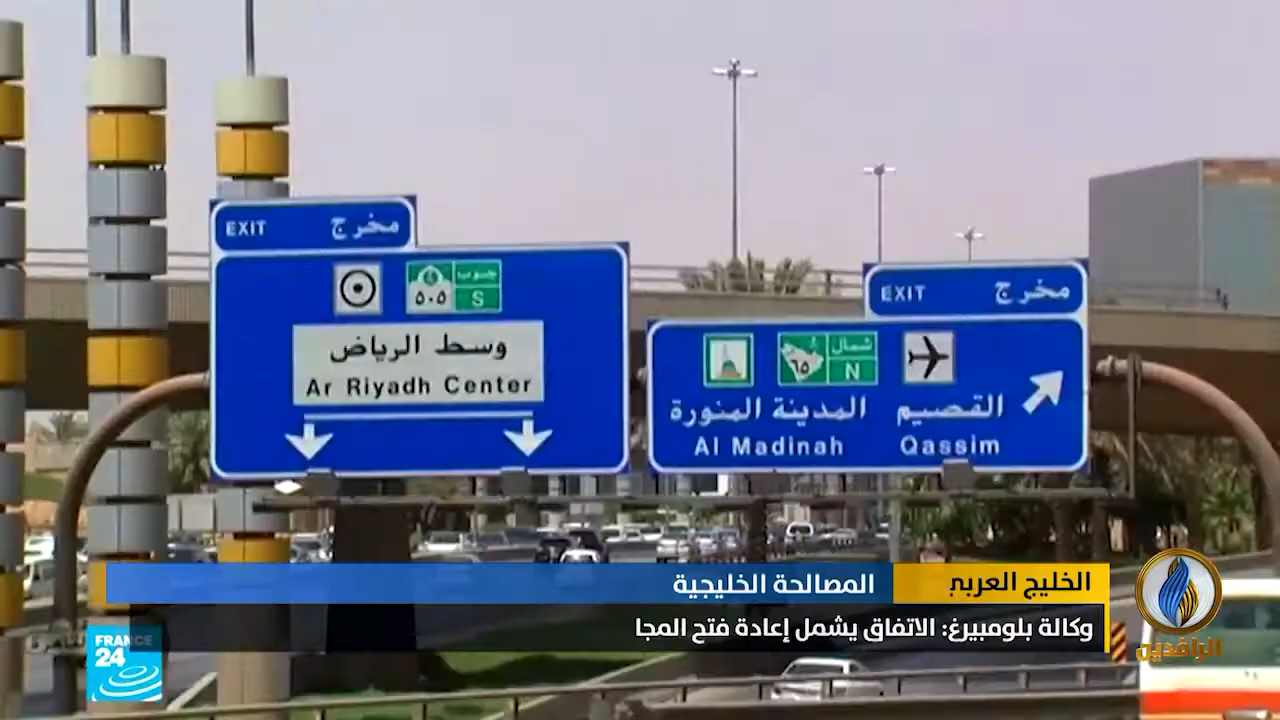 EXIT مخرج
٥٠٥ جنوب
S
وسط الرياض
Ar Riyadh Center
EXIT مخرج
٦٥ شمال
N
المدينة المنورة القصيم
Al Madinah Qassim
الخليج العربي
المصالحة الخليجية
وكالة بلومبيرغ: الاتفاق يشمل إعادة فتح المجا
القاهرة
FRANCE
24
الرافدين